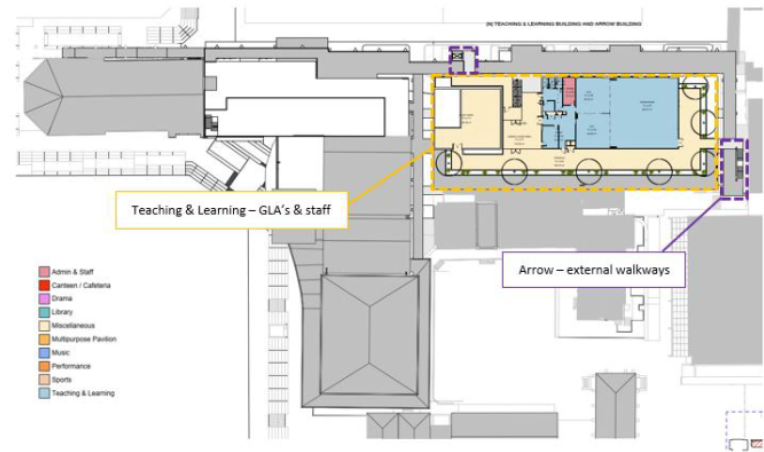 [N] TEACHING & LEARNING BUILDING AND ARROW BUILDING
Teaching & Learning – GLA's & staff
Arrow – external walkways
Admin & Staff
Canteen / Cafeteria
Drama
Library
Miscellaneous
Multipurpose Pavilion
Music
Performance
Sports
Teaching & Learning